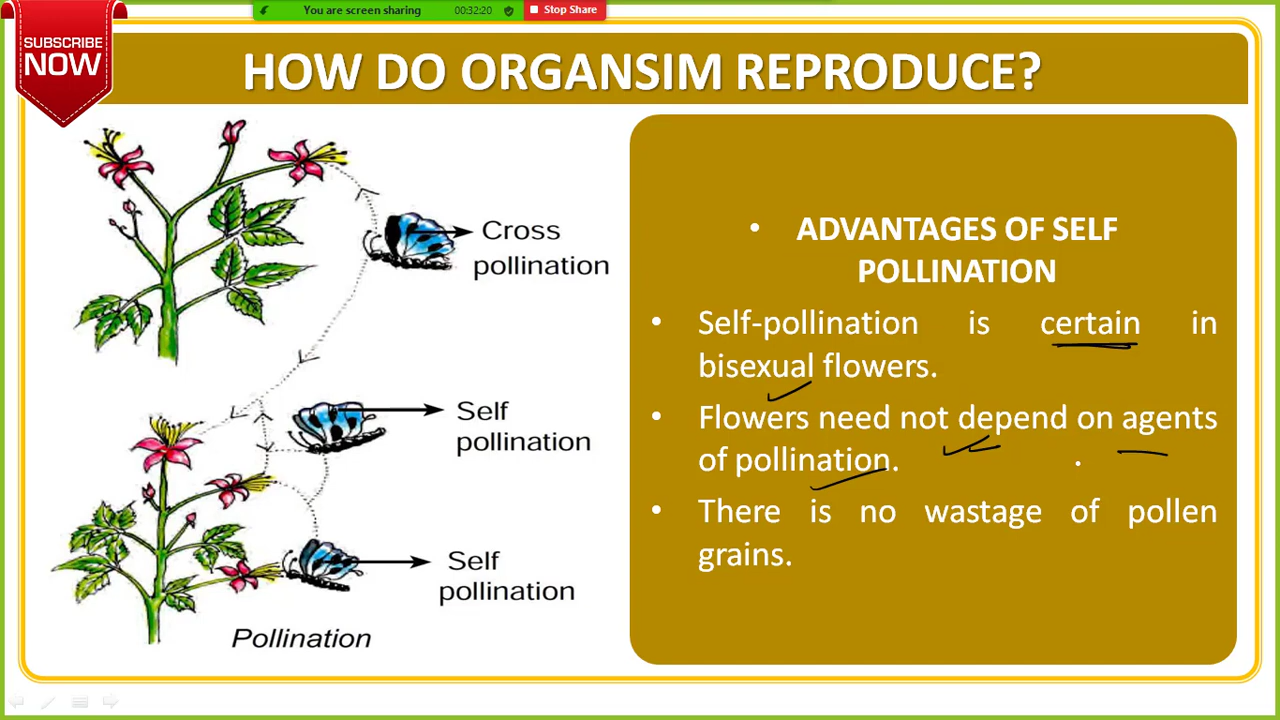 You are screen sharing 00:32:20 Stop Share
SUBSCRIBE
NOW
HOW DO ORGANSIM REPRODUCE?
Cross
pollination
Self
pollination
Self
pollination
Pollination
• ADVANTAGES OF SELF
POLLINATION
• Self-pollination is certain in
bisexual flowers.
• Flowers need not depend on agents
of pollination.
• There is no wastage of pollen
grains.